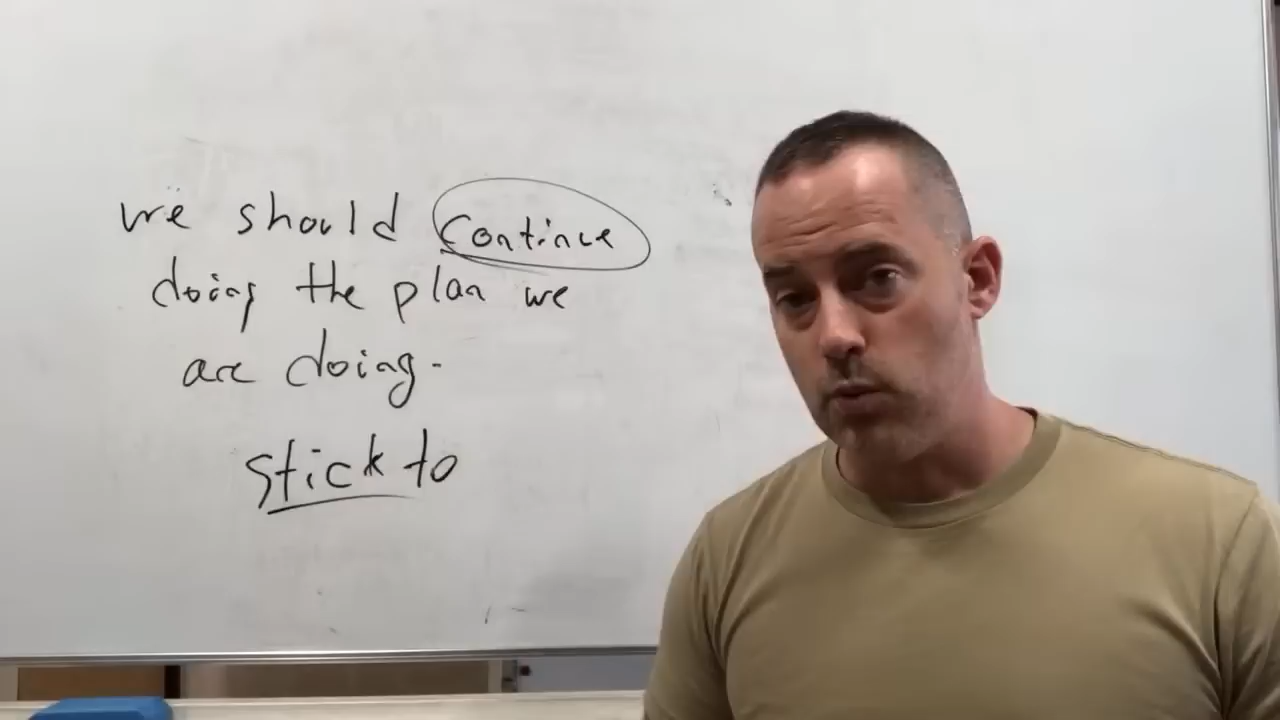 we should continue
doing the plan we
are doing.
stick to